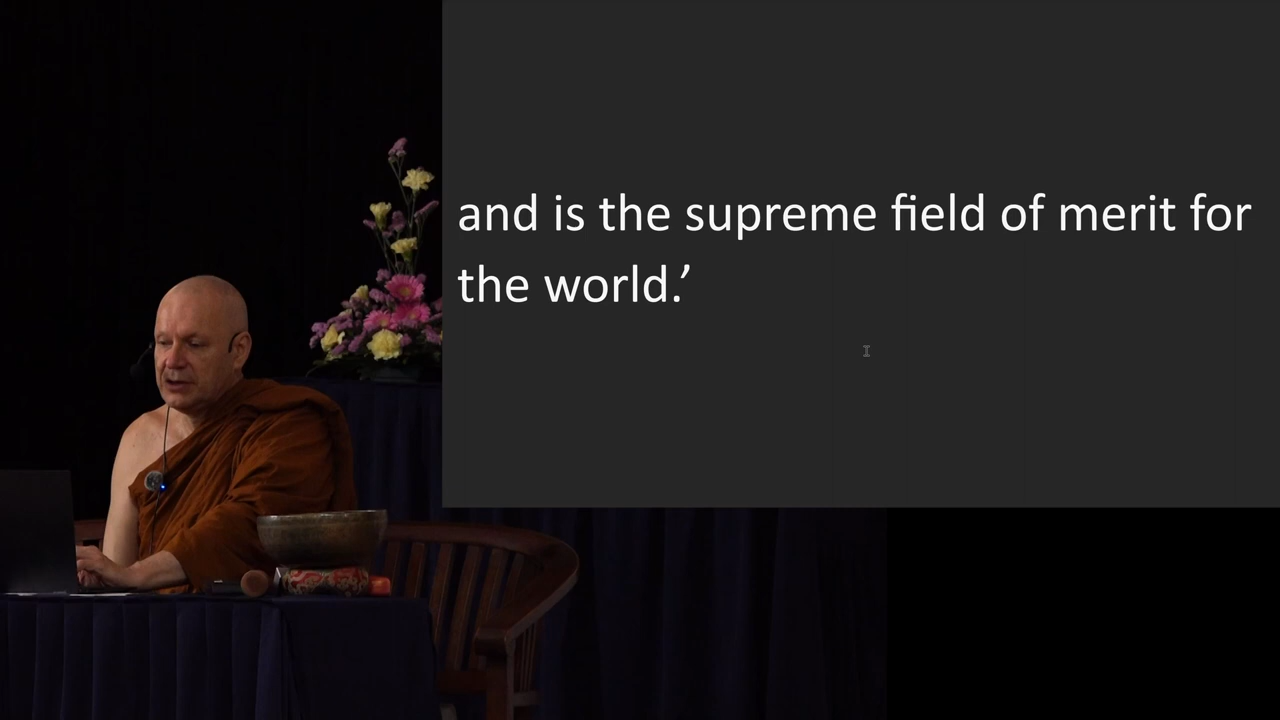 and is the supreme field of merit for
the world.’